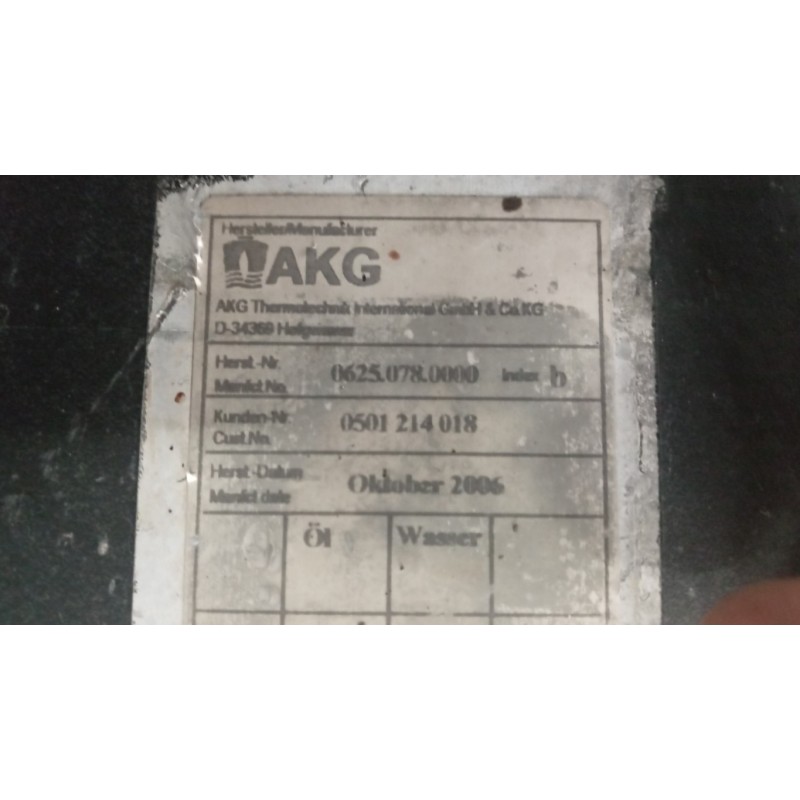 Hersteller/Manufacturer
AKG
AKG Thermotechnik International GmbH & Co.KG
D-34369 Hofgeismar
Herst.-Nr. 0625.078.0000 Index b
Manfct.No.
Kunden-Nr. 0501 214 018
Cust.No.
Herst.-Datum Oktober 2006
Manfct.date
Öl Wasser